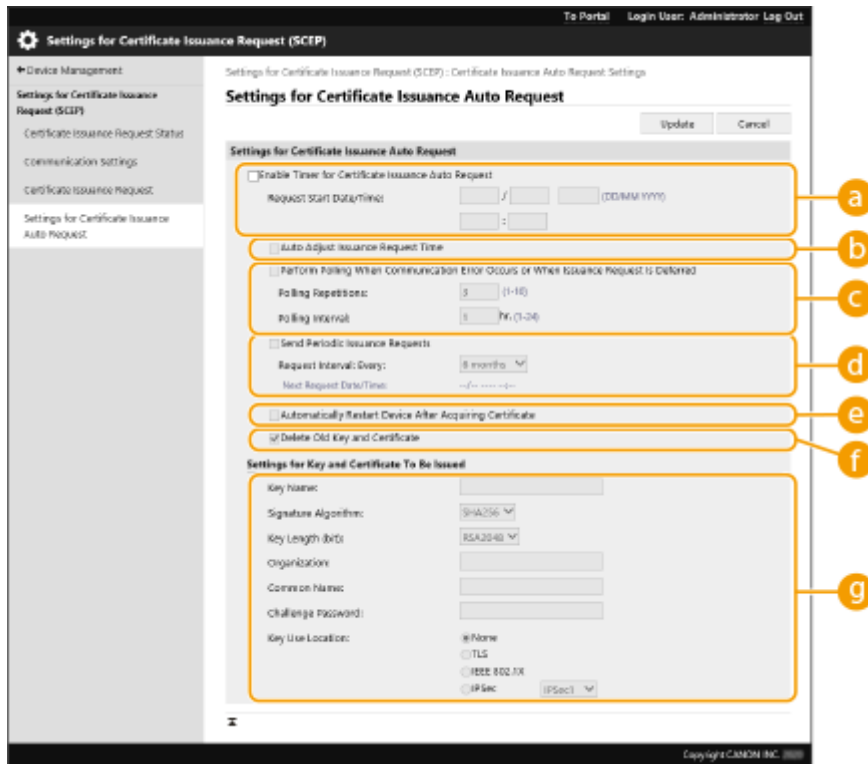 To Portal Login User: Administrator Log Out
Settings for Certificate Issuance Request (SCEP)
Device Management
Settings for Certificate Issuance Request (SCEP) : Certificate Issuance Auto Request Settings
Settings for Certificate Issuance
Request (SCEP)
Certificate Issuance Request Status
Communication Settings
Certificate Issuance Request
Settings for Certificate Issuance
Auto Request
Settings for Certificate Issuance Auto Request
Update Cancel
Settings for Certificate Issuance Auto Request
Enable Timer for Certificate Issuance Auto Request
Request Start Date/Time: / (DD/MM YYYY)
:
a
Auto Adjust Issuance Request Time
b
Perform Polling When Communication Error Occurs or When Issuance Request Is Deferred
Polling Repetitions: 3 (1-10)
Polling Interval: 1 hr. (1-24)
c
Send Periodic Issuance Requests
Request Interval: Every: 6 months
Next Request Date/Time: --/-- ---- --:--
d
Automatically Restart Device After Acquiring Certificate
e
Delete Old Key and Certificate
f
Settings for Key and Certificate To Be Issued
Key Name:
Signature Algorithm: SHA256
Key Length (bit): RSA2048
Organization:
Common Name:
Challenge Password:
Key Use Location: None
TLS
IEEE 802.1X
IPSec IPSec1
g
Copyright CANON INC.